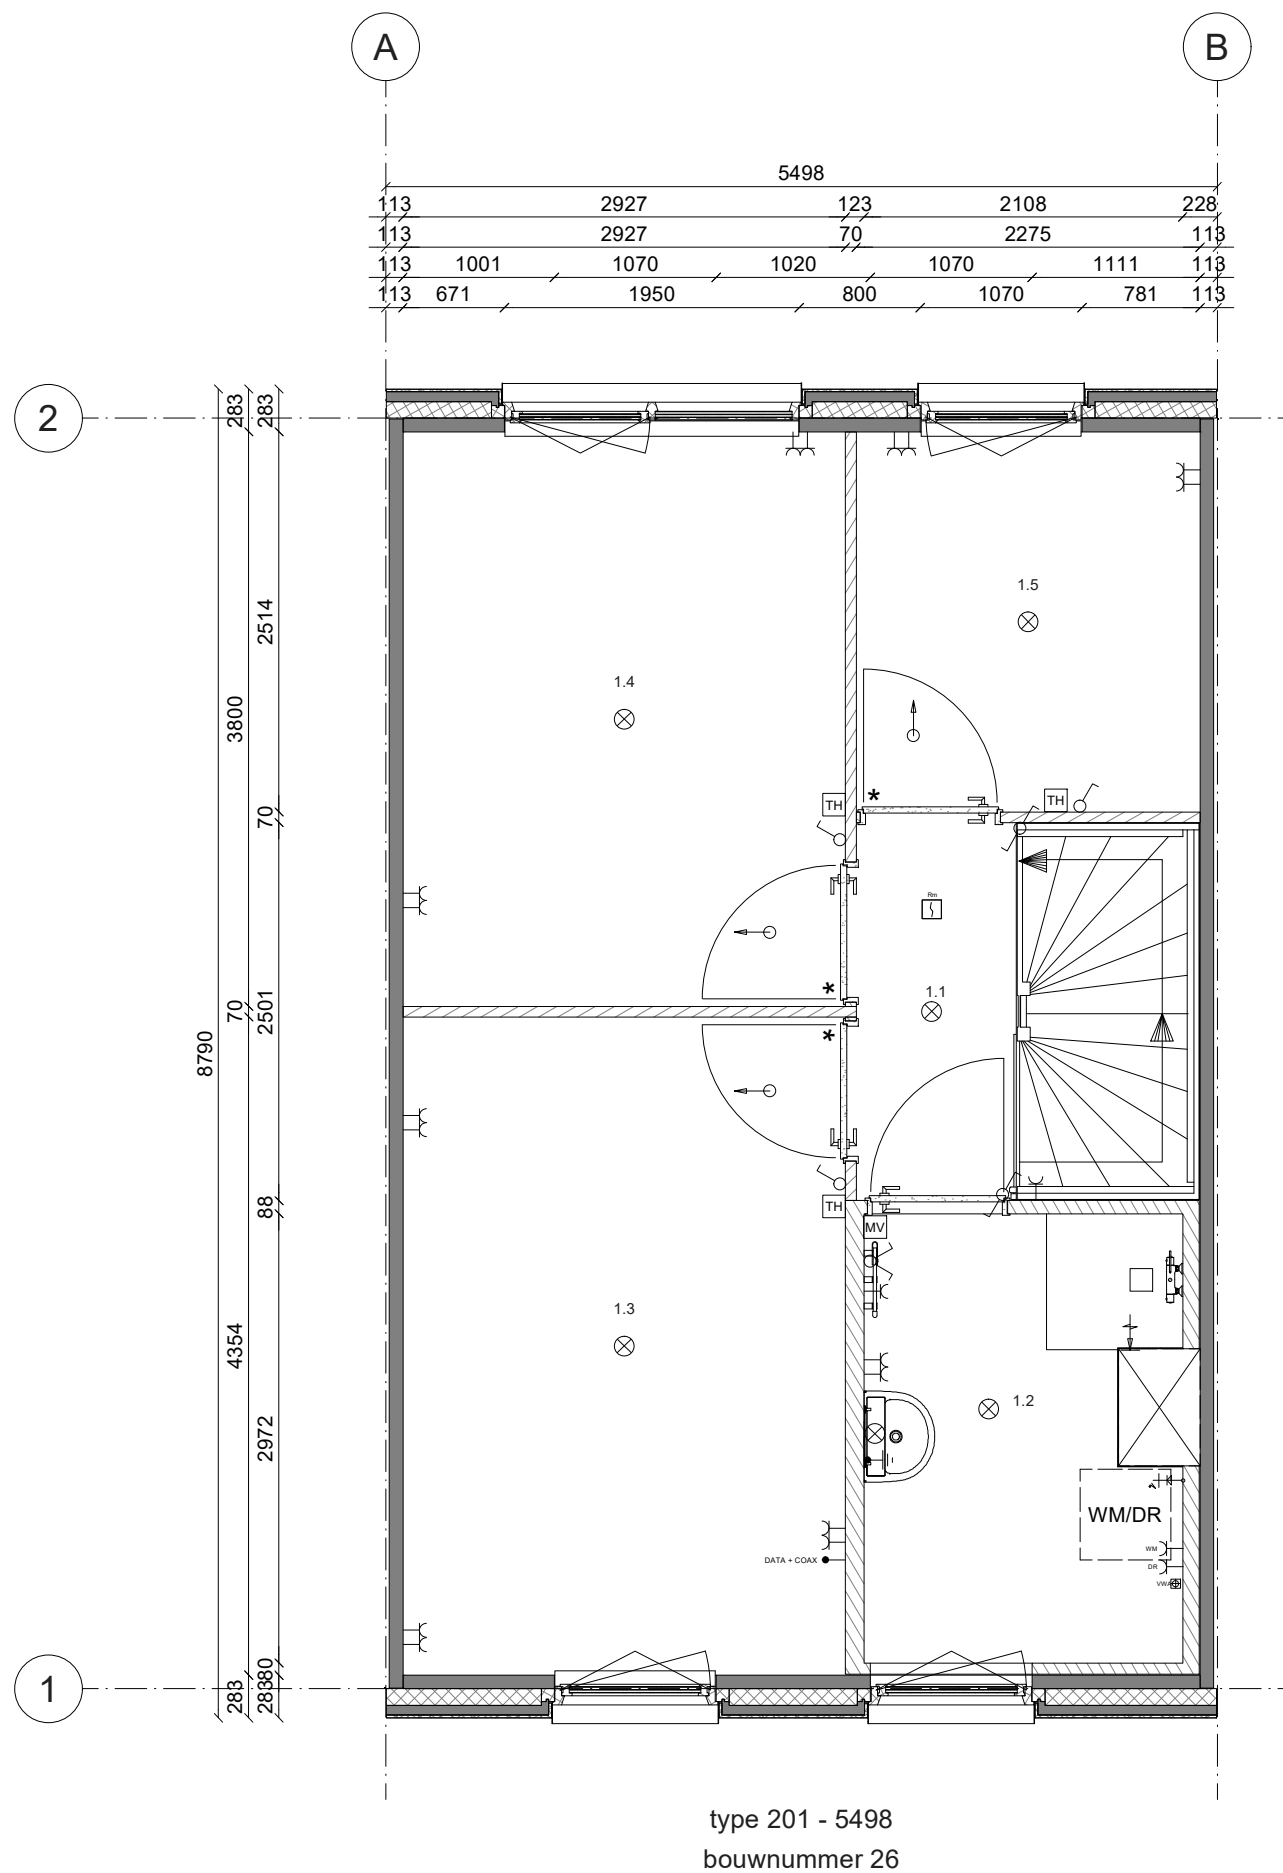 A B
5498
113 2927 123 2108 228
113 2927 70 2275 113
113 1001 1070 1020 1070 1111 113
113 671 1950 800 1070 781 113
2
283 283
2514
3800
1.5
1.4
TH * TH
70
Rm
1.1
*
70 2501
8790
*
88
TH MV
1.3
4354
1.2
2972
WM/DR
WM
DATA + COAX
DR
VWA
1
80
283 283
type 201 - 5498
bouwnummer 26